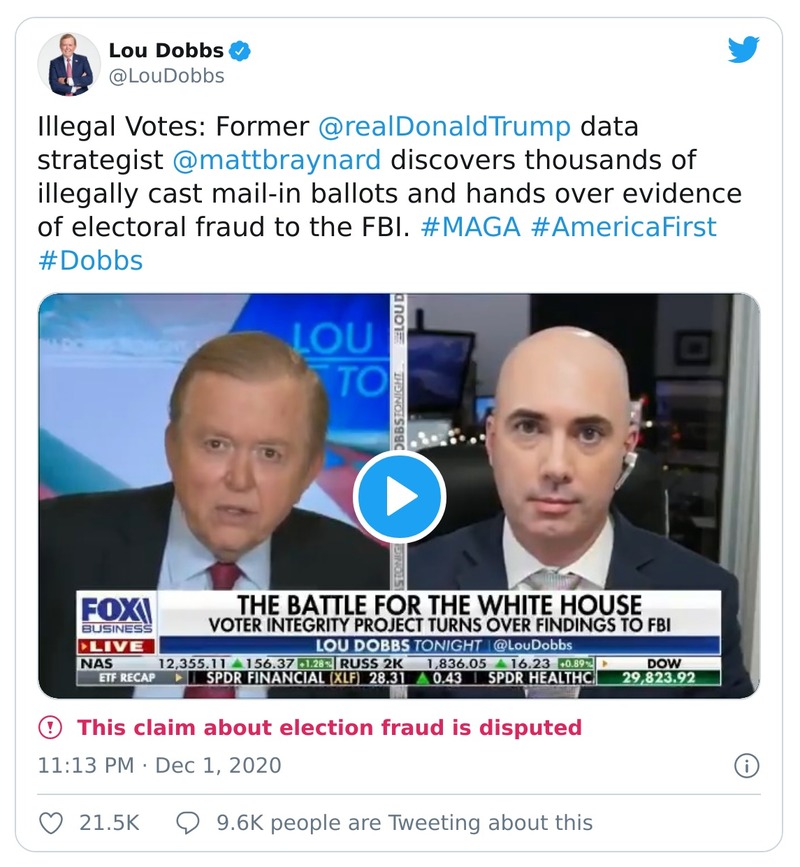 Lou Dobbs
@LouDobbs
Illegal Votes: Former @realDonaldTrump data
strategist @mattbraynard discovers thousands of
illegally cast mail-in ballots and hands over evidence
of electoral fraud to the FBI. #MAGA #AmericaFirst
#Dobbs
LOU
TO
LOU D
DOBBS TONIGHT
FOX
BUSINESS
LIVE
THE BATTLE FOR THE WHITE HOUSE
VOTER INTEGRITY PROJECT TURNS OVER FINDINGS TO FBI
LOU DOBBS TONIGHT | @LouDobbs
NAS 12,355.11 156.37 +1.28% RUSS 2K 1,836.05 16.23 +0.89% DOW
ETF RECAP SPDR FINANCIAL (XLF) 28.31 0.43 SPDR HEALTHC 29,823.92
This claim about election fraud is disputed
11:13 PM · Dec 1, 2020
21.5K 9.6K people are Tweeting about this